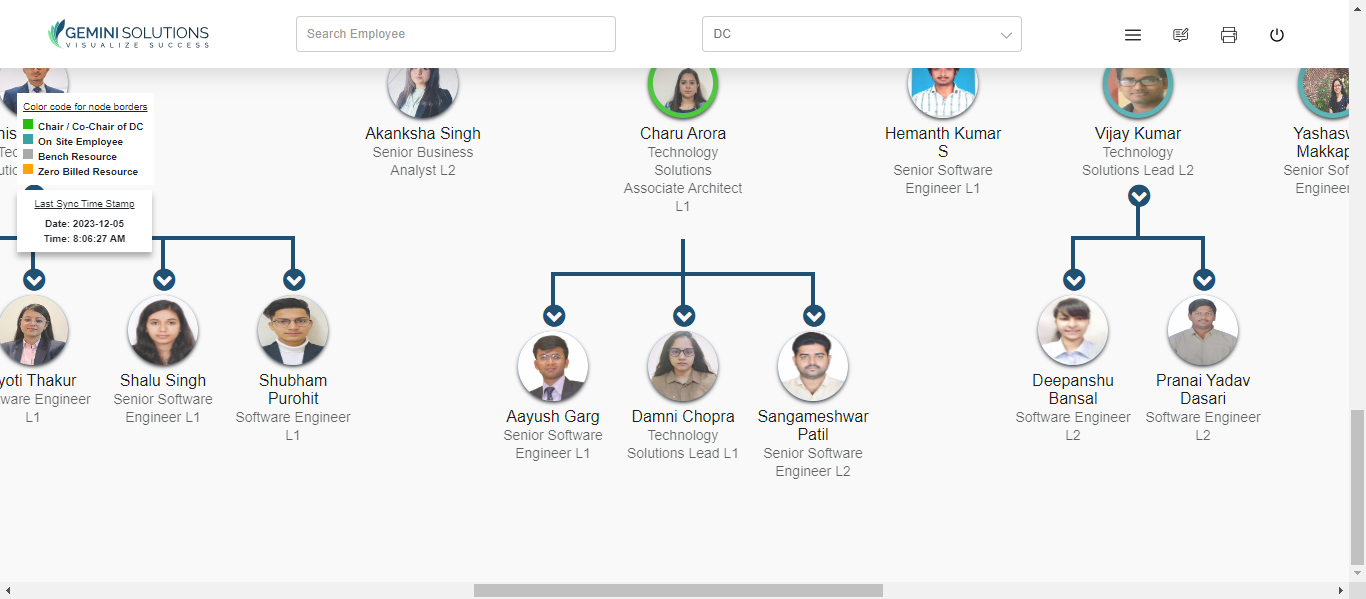 GEMINI SOLUTIONS
VISUALIZE SUCCESS
Search Employee
DC
Color code for node borders
Chair / Co-Chair of DC
On Site Employee
Bench Resource
Zero Billed Resource
Last Sync Time Stamp
Date: 2023-12-05
Time: 8:06:27 AM
Akanksha Singh
Senior Business
Analyst L2
Charu Arora
Technology
Solutions
Associate Architect
L1
Hemanth Kumar
S
Senior Software
Engineer L1
Vijay Kumar
Technology
Solutions Lead L2
Yashasw
Makkap
Senior Sof
Engineer
yoti Thakur
ware Engineer
L1
Shalu Singh
Senior Software
Engineer L1
Shubham
Purohit
Software Engineer
L1
Aayush Garg
Senior Software
Engineer L1
Damni Chopra
Technology
Solutions Lead L1
Sangameshwar
Patil
Senior Software
Engineer L2
Deepanshu
Bansal
Software Engineer
L2
Pranai Yadav
Dasari
Software Engineer
L2